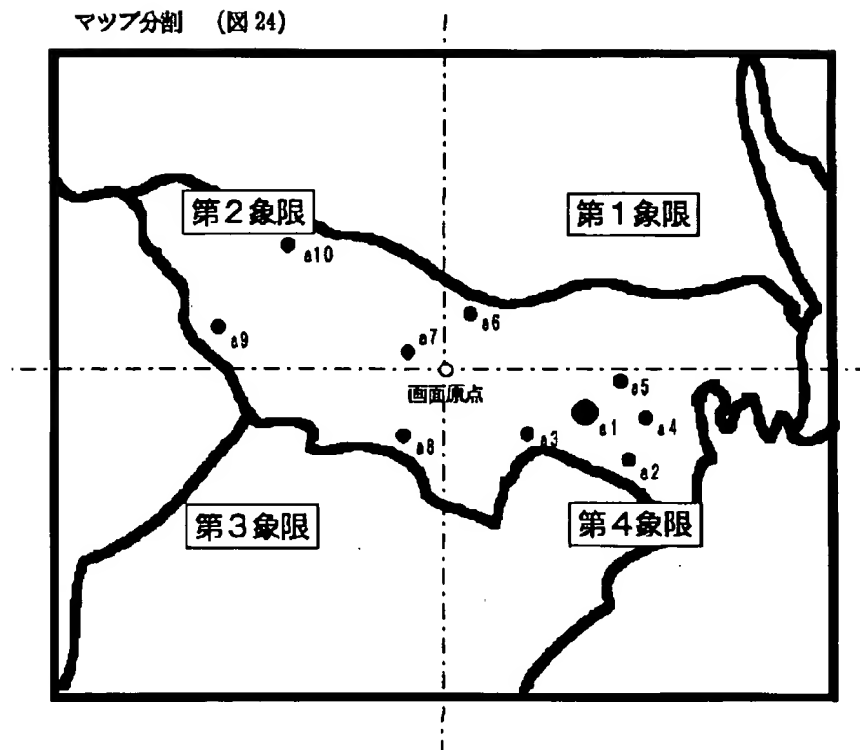 マップ分割 (図24)
第2象限
第1象限
a10
a6
a9
a7
画面原点
a5
a1
a4
a8
a3
a2
第3象限
第4象限